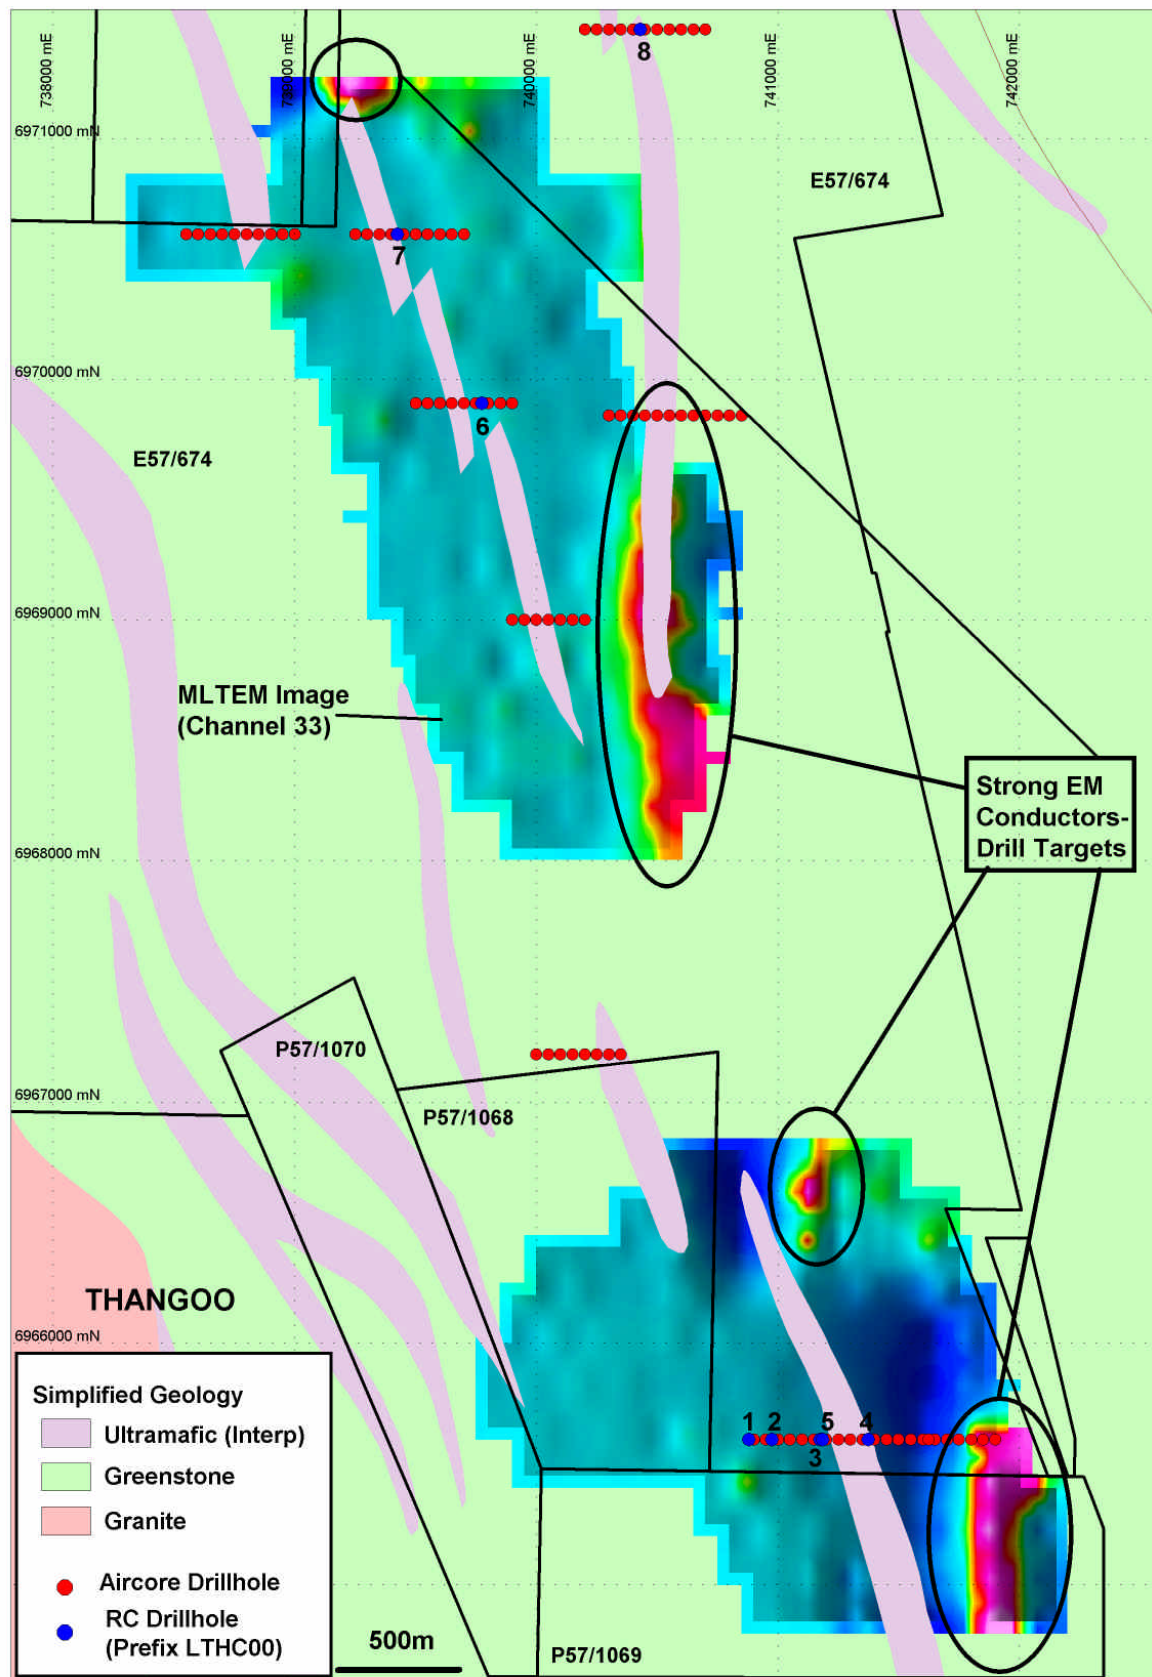 738000 mE
739000 mE
740000 mE
741000 mE
742000 mE
8
6971000 mN
E57/674
7
6970000 mN
6
E57/674
6969000 mN
MLTEM Image
(Channel 33)
Strong EM
Conductors-
Drill Targets
6968000 mN
P57/1070
6967000 mN
P57/1068
THANGOO
6966000 mN
1 2 5 4
3
Simplified Geology
Ultramafic (Interp)
Greenstone
Granite
Aircore Drillhole
RC Drillhole
(Prefix LTHC00)
500m
P57/1069